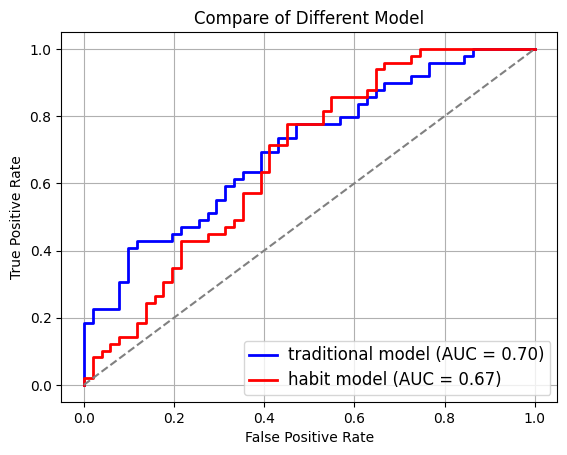 Compare of Different Model
True Positive Rate
1.0
0.8
0.6
0.4
0.2
0.0
traditional model (AUC = 0.70)
habit model (AUC = 0.67)
0.0 0.2 0.4 0.6 0.8 1.0
False Positive Rate